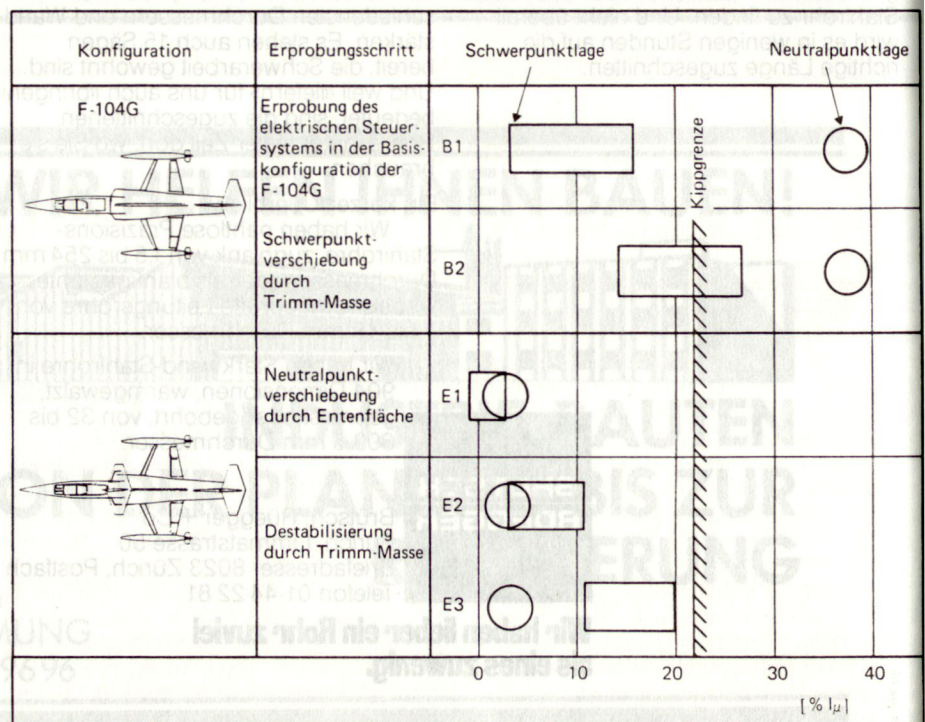 Konfiguration
Erprobungsschritt
Schwerpunktlage
Neutralpunktlage
F-104G
Erprobung des
elektrischen Steuer-
systems in der Basis-
konfiguration der
F-104G
B1
Kippgrenze
Schwerpunkt-
verschiebung
durch
Trimm-Masse
B2
Neutralpunkt-
verschiebung
durch Entenfläche
E1
E2
Destabilisierung
durch Trimm-Masse
E3
0 10 20 30 40
[% lμ]